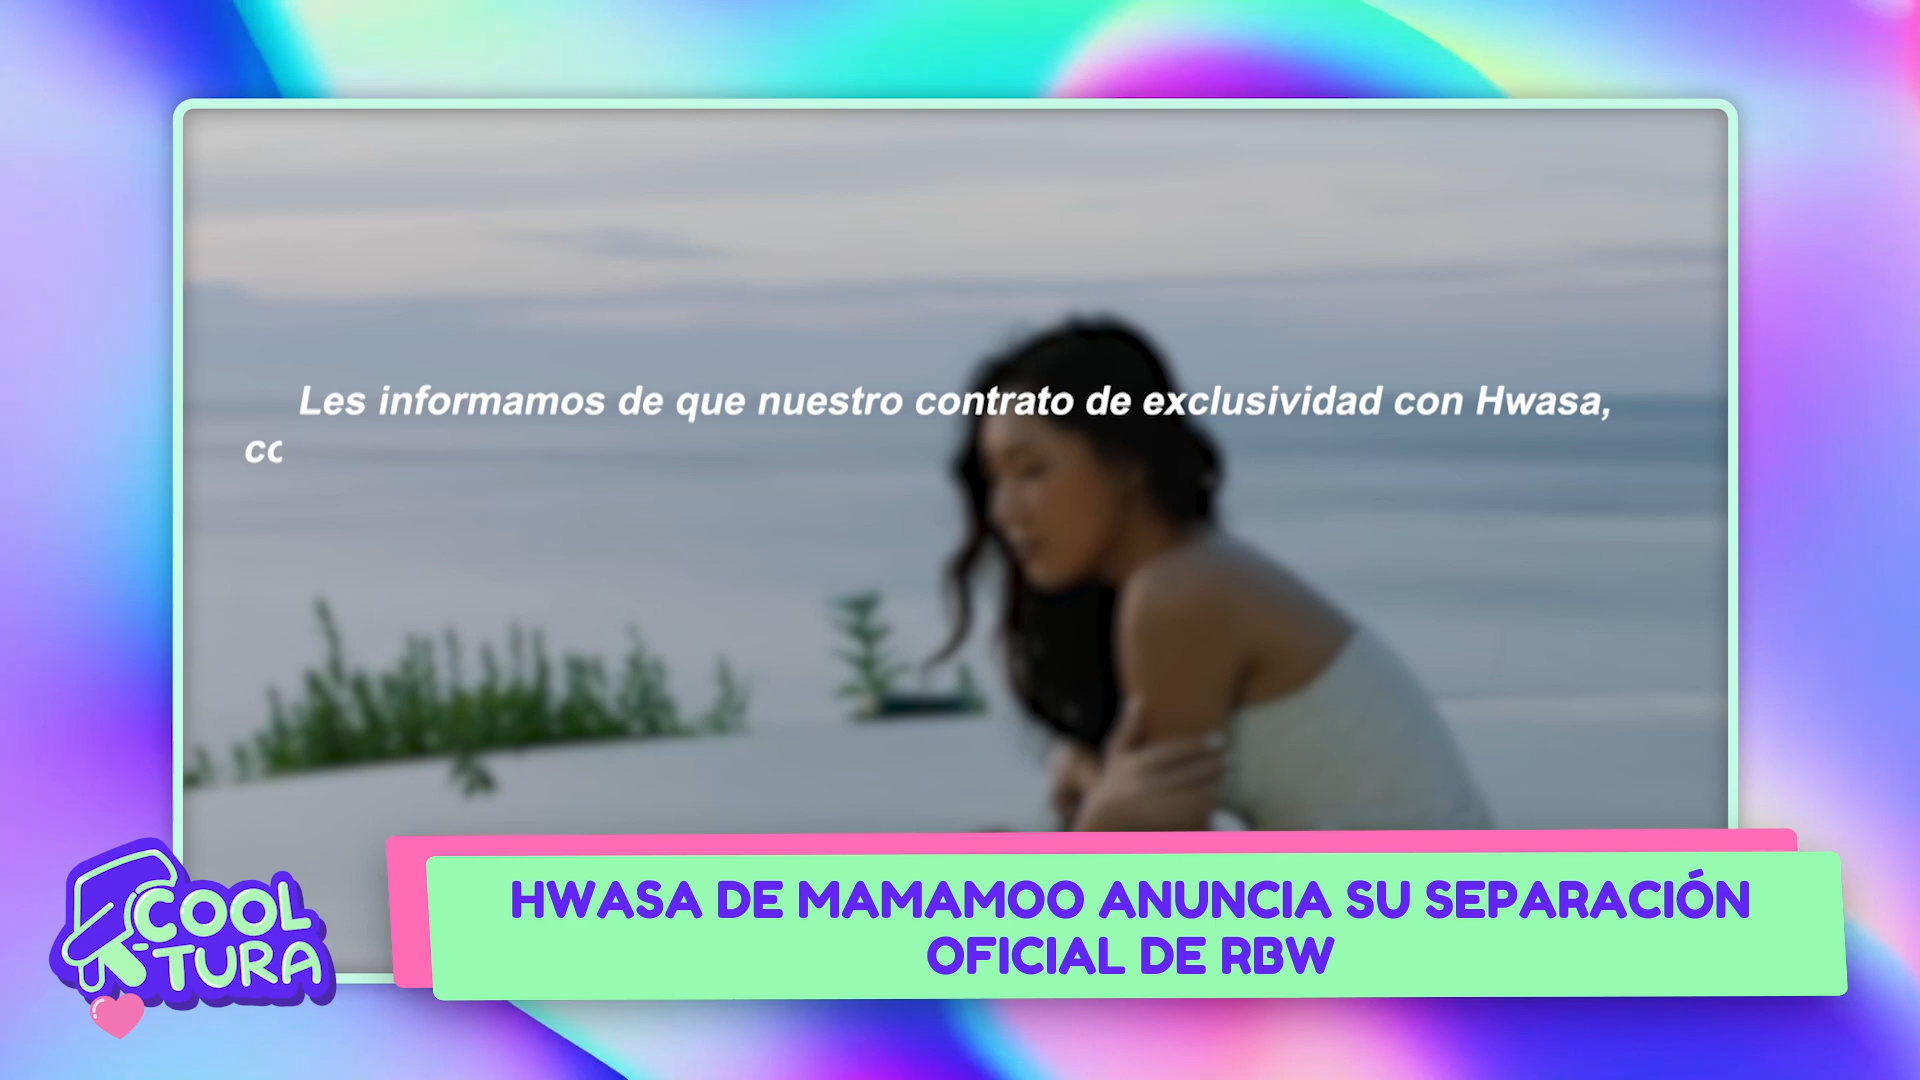 Les informamos de que nuestro contrato de exclusividad con Hwasa,
co
HWASA DE MAMAMOO ANUNCIA SU SEPARACIÓN
OFICIAL DE RBW
COOL
TURA